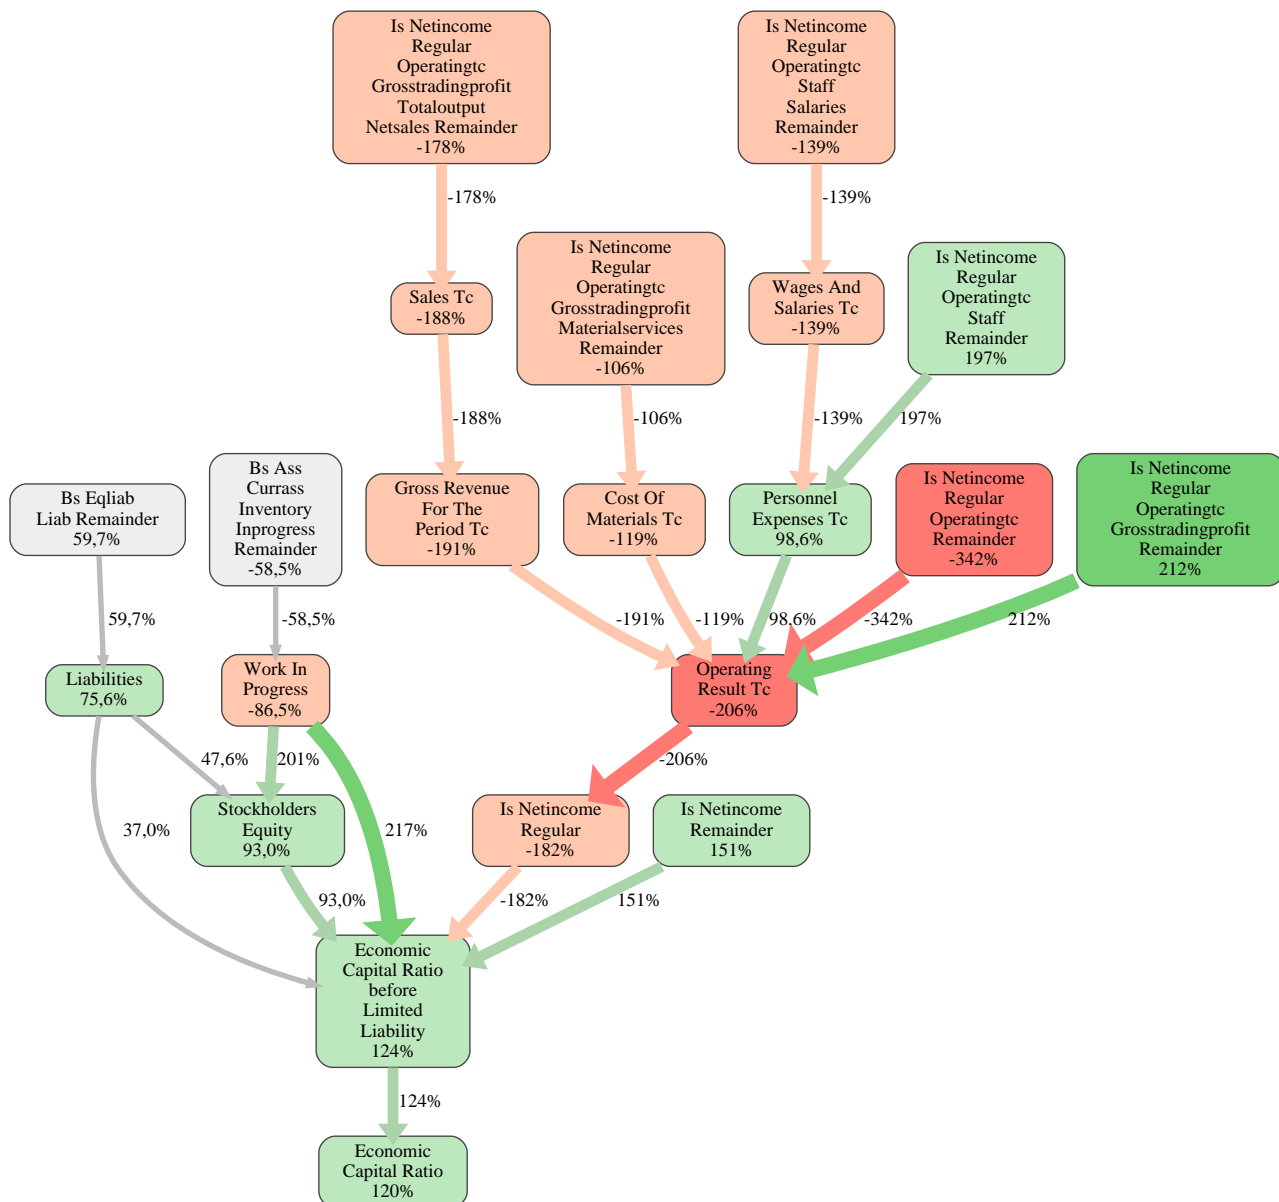 Is Netincome
Regular
Operatingtc
Grosstradingprofit
Totaloutput
Netsales Remainder
-178%
Is Netincome
Regular
Operatingtc
Staff
Salaries
Remainder
-139%
-178%
-139%
Is Netincome
Regular
Operatingtc
Grosstradingprofit
Materialservices
Remainder
-106%
Is Netincome
Regular
Operatingtc
Staff
Remainder
197%
Sales Tc
-188%
Wages And
Salaries Tc
-139%
-188%
-106%
-139%
197%
Bs Eqliab
Liab Remainder
59,7%
Bs Ass
Currass
Inventory
Inprogress
Remainder
-58,5%
Gross Revenue
For The
Period Tc
-191%
Cost Of
Materials Tc
-119%
Personnel
Expenses Tc
98,6%
Is Netincome
Regular
Operatingtc
Remainder
-342%
Is Netincome
Regular
Operatingtc
Grosstradingprofit
Remainder
212%
59,7%
-58,5%
-191%
-119%
98,6%
-342%
212%
Liabilities
75,6%
Work In
Progress
-86,5%
Operating
Result Tc
-206%
47,6%
201%
-206%
Stockholders
Equity
93,0%
37,0%
217%
Is Netincome
Regular
-182%
Is Netincome
Remainder
151%
93,0%
-182%
151%
Economic
Capital Ratio
before
Limited
Liability
124%
124%
Economic
Capital Ratio
120%